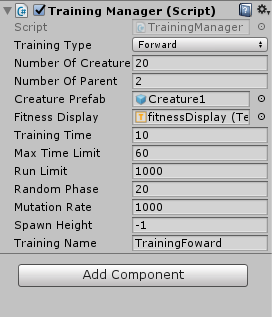 Training Manager (Script)
Script TrainingManager
Training Type Forward
Number Of Creature 20
Number Of Parent 2
Creature Prefab Creature1
Fitness Display fitnessDisplay (Te
Training Time 10
Max Time Limit 60
Run Limit 1000
Random Phase 20
Mutation Rate 1000
Spawn Height -1
Training Name TrainingFoward
Add Component